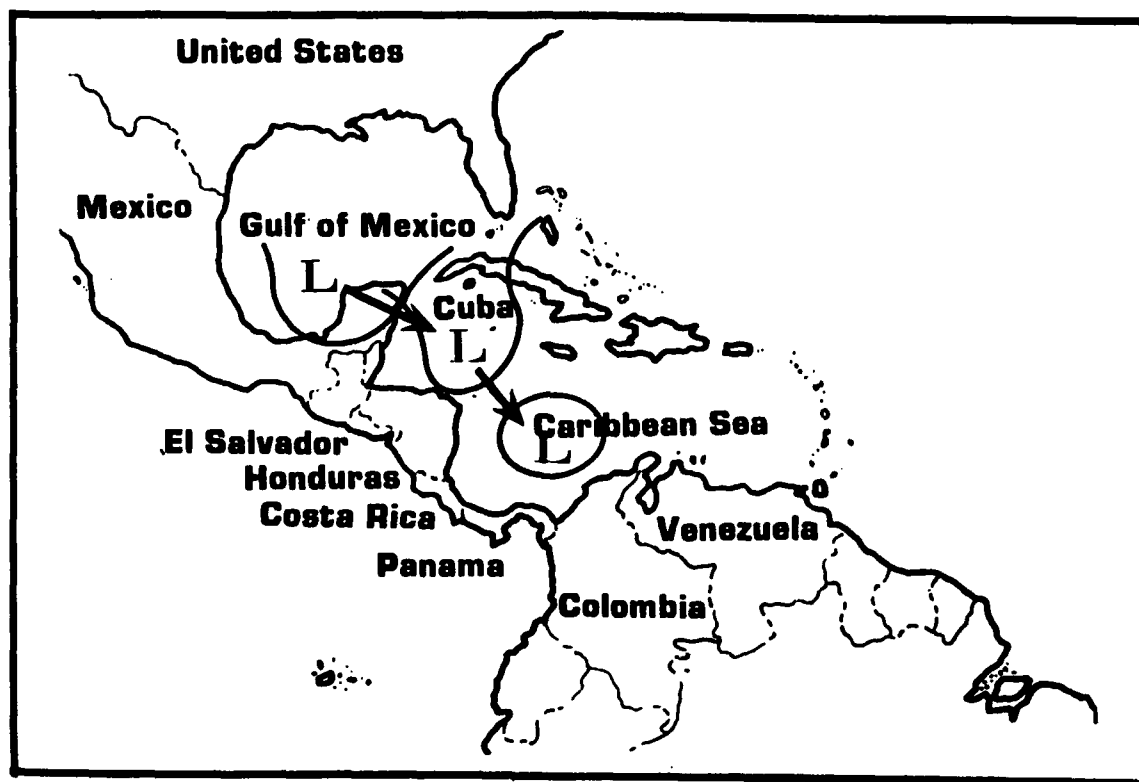 United States
Mexico
Gulf of Mexico
L
Cuba
L
Caribbean Sea
L
El Salvador
Honduras
Costa Rica
Panama
Venezuela
Colombia